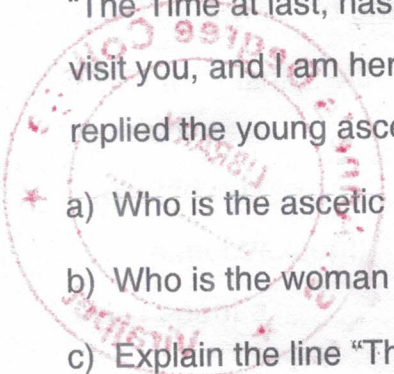 “The Time at last, has
visit you, and I am her
replied the young asce
a) Who is the ascetic
b) Who is the woman
c) Explain the line “Th
LIBRARY